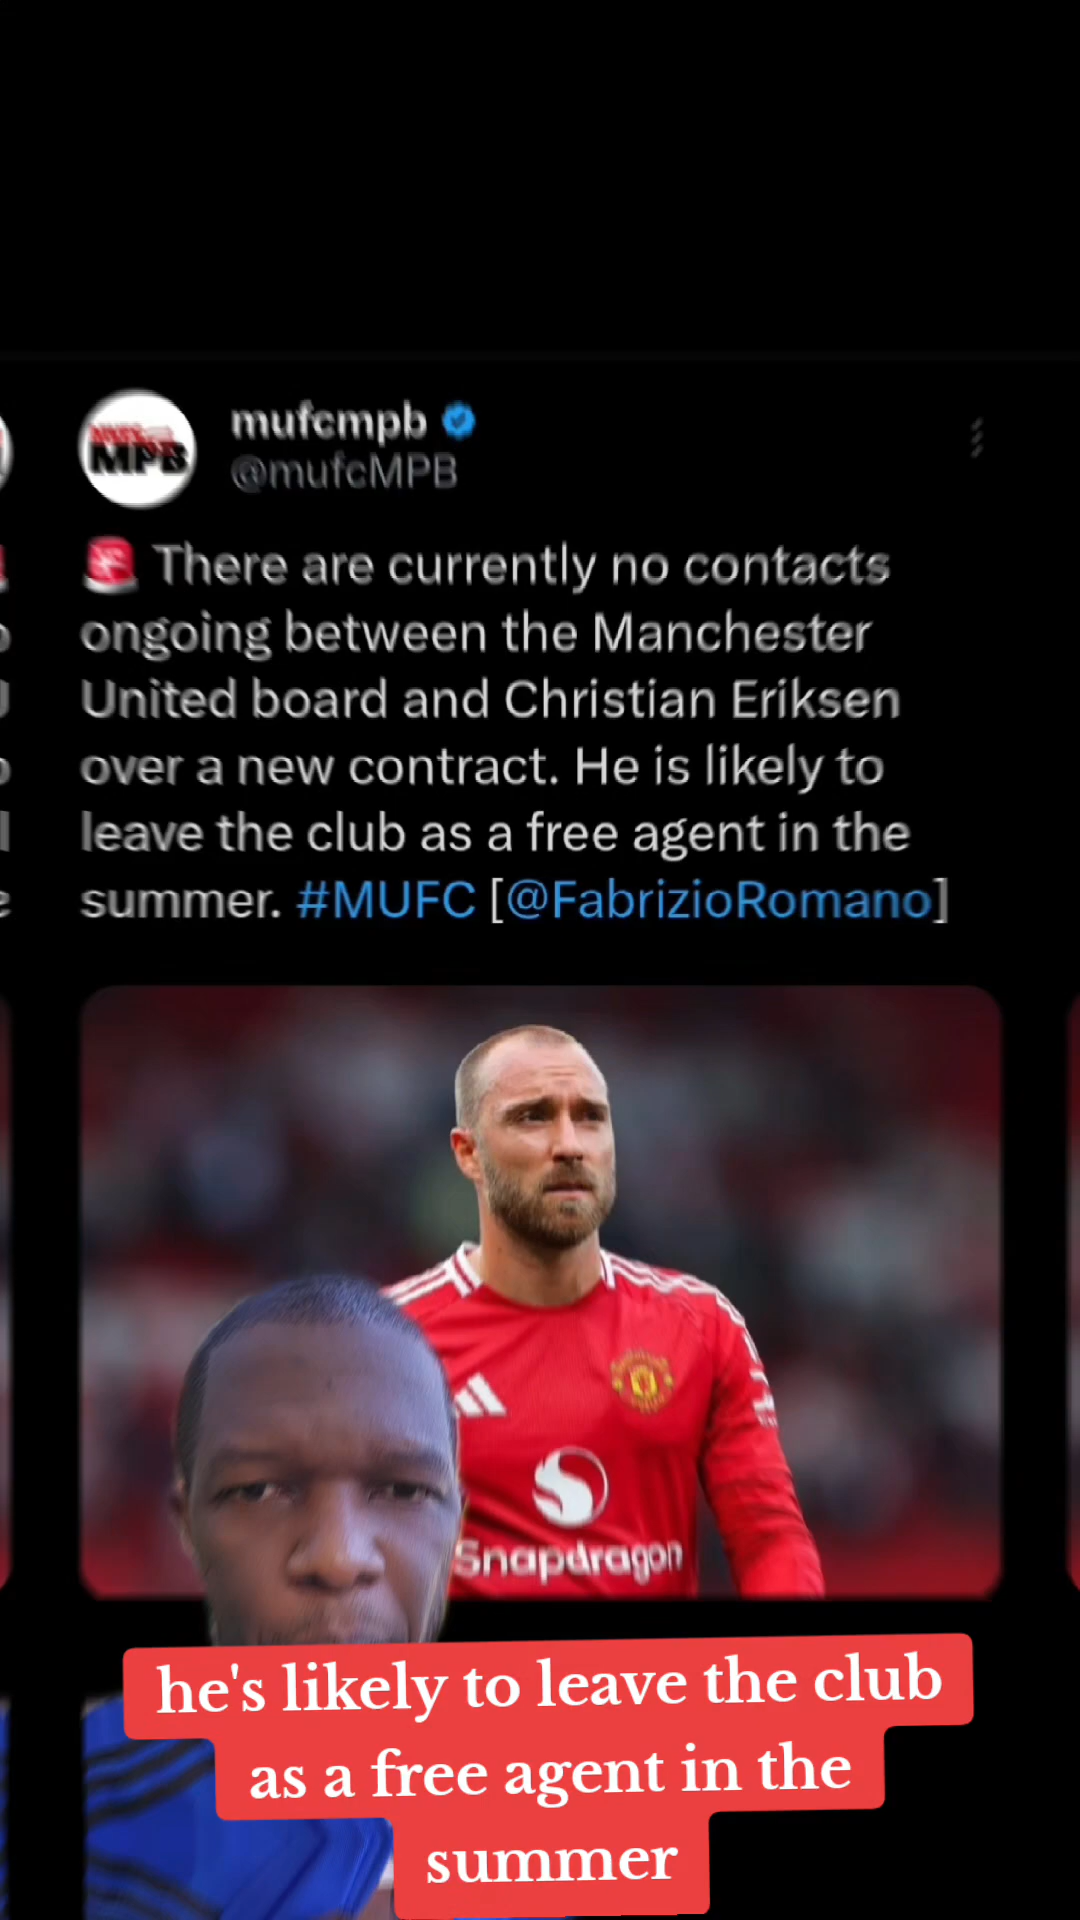 mufcmpb
@mufcMPB
MPB
🚨 There are currently no contacts
ongoing between the Manchester
United board and Christian Eriksen
over a new contract. He is likely to
leave the club as a free agent in the
summer. #MUFC [@FabrizioRomano]
Snapdragon
he's likely to leave the club
as a free agent in the
summer